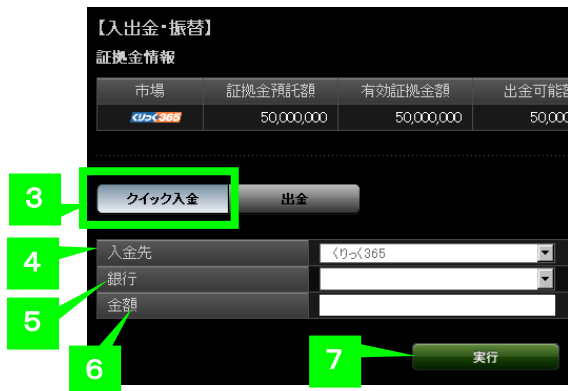 【入出金・振替】
証拠金情報
市場 証拠金預託額 有効証拠金額 出金可能額
くりっく365 50,000,000 50,000,000 50,000
3 クイック入金 出金
4 入金先 くりっく365
5 銀行
6 金額
7 実行